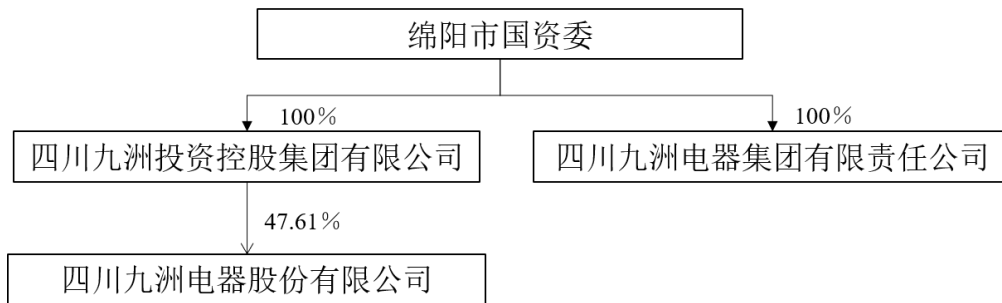 绵阳市国资委
100％
100％
四川九洲投资控股集团有限公司
四川九洲电器集团有限责任公司
47.61％
四川九洲电器股份有限公司